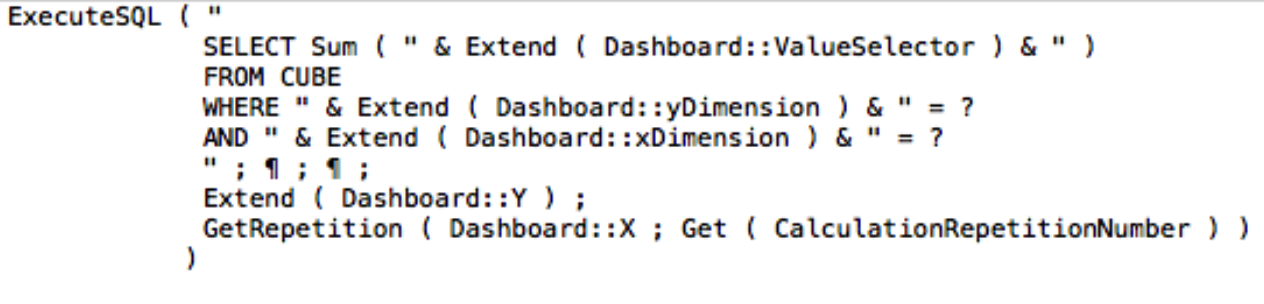 ExecuteSQL ( "
SELECT Sum ( " & Extend ( Dashboard::ValueSelector ) & " )
FROM CUBE
WHERE " & Extend ( Dashboard::yDimension ) & " = ?
AND " & Extend ( Dashboard::xDimension ) & " = ?
" ; ¶ ; ¶ ;
Extend ( Dashboard::Y ) ;
GetRepetition ( Dashboard::X ; Get ( CalculationRepetitionNumber ) )
)